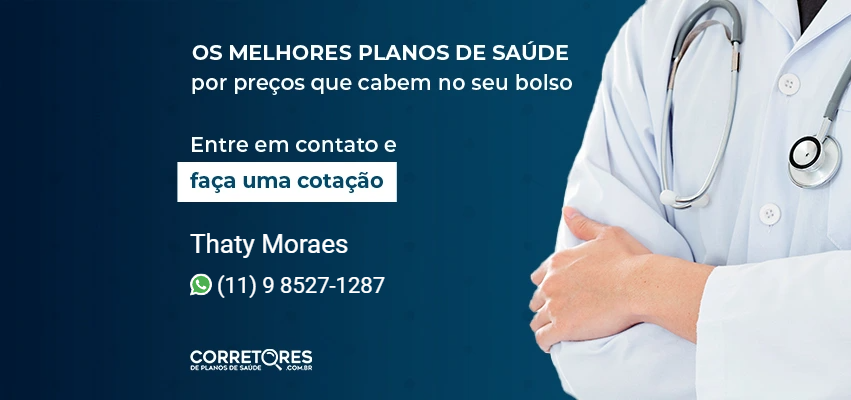 OS MELHORES PLANOS DE SAÚDE
por preços que cabem no seu bolso
Entre em contato e
faça uma cotação
Thaty Moraes
(11) 9 8527-1287
CORRETORES
DE PLANOS DE SAÚDE .COM.BR